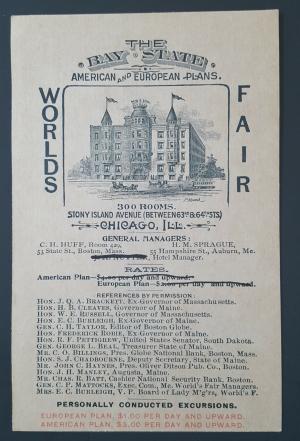 THE
BAY STATE
AMERICAN AND EUROPEAN PLANS.
WORLDS
FAIR
300 ROOMS.
STONY ISLAND AVENUE (BETWEEN 63RD & 64TH STS)
CHICAGO, ILL.
GENERAL MANAGERS:
C. H. HUFF, Room 429, H. M. SPRAGUE,
53 State St., Boston, Mass. 55 Hampshire St., Auburn, Me.
Hotel Manager.
RATES.
American Plan—$4.00 per day and upward.
European Plan—$2.00 per day and upward.
REFERENCES BY PERMISSION:
HON. J. Q. A. BRACKETT, Ex-Governor of Massachusetts.
HON. H. B. CLEAVES, Governor of Maine.
HON. W. E. RUSSELL, Governor of Massachusetts.
HON. E. C. BURLEIGH, Ex-Governor of Maine.
GEN. C. H. TAYLOR, Editor of Boston Globe.
HON. FREDERICK ROBIE, Ex Governor of Maine.
HON. R. F. PETTIGREW, United States Senator, South Dakota.
GEN. GEORGE L. BEAL, Treasurer State of Maine.
MR. C. O. BILLINGS, Pres. Globe National Bank, Boston, Mass.
HON. S. J. CHADBOURNE, Deputy Secretary, State of Maine.
MR. JOHN C. HAYNES, Pres. Oliver Ditson Pub. Co., Boston.
HON. J. H. MANLEY, Augusta, Maine.
MR. CHAS. R. BATT, Cashier National Security Bank, Boston.
GEN. C. P. MATTOCKS, Exec. Com., Me. World's Fair Managers.
MRS. E. C. BURLEIGH, V. P. Board of Lady M'g'rs, World's F.
PERSONALLY CONDUCTED EXCURSIONS.
EUROPEAN PLAN, $1.00 PER DAY AND UPWARD.
AMERICAN PLAN, $3.00 PER DAY AND UPWARD.